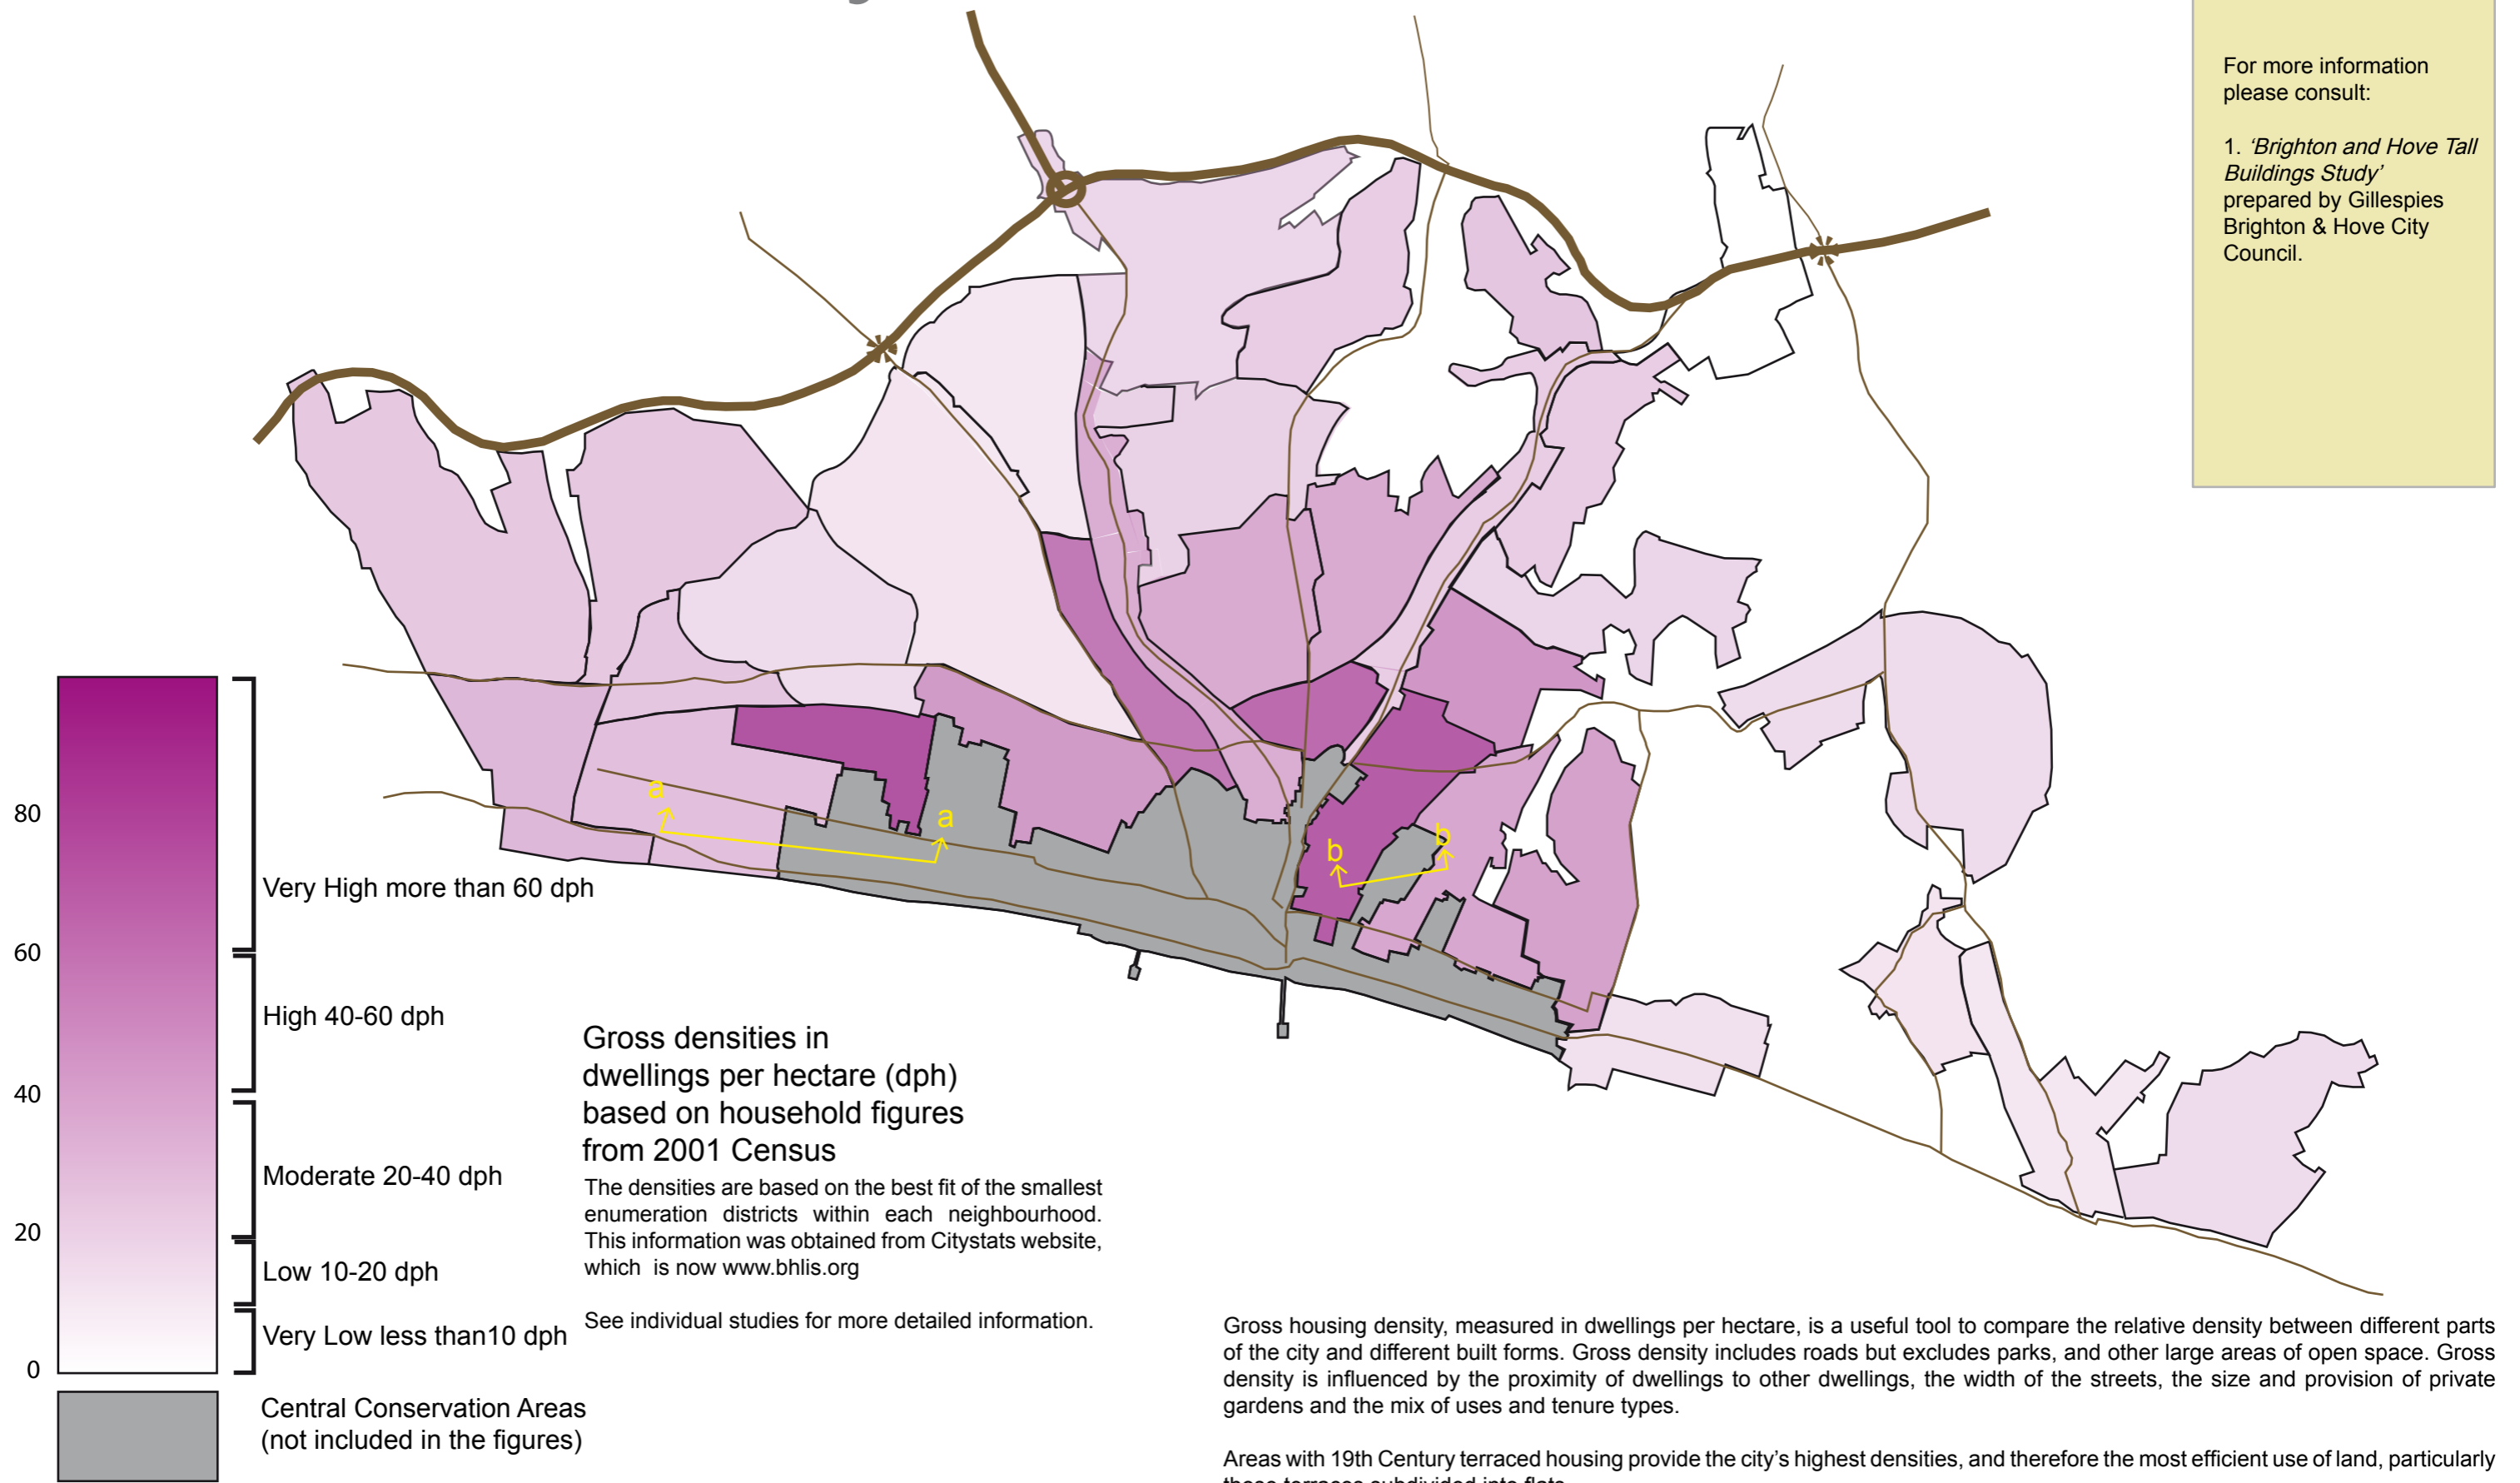 For more information
please consult:
1. ‘Brighton and Hove Tall
Buildings Study’
prepared by Gillespies
Brighton & Hove City
Council.
a
a
b
b
80
60
40
20
0
Very High more than 60 dph
High 40-60 dph
Moderate 20-40 dph
Low 10-20 dph
Very Low less than10 dph
Central Conservation Areas
(not included in the figures)
Gross densities in
dwellings per hectare (dph)
based on household figures
from 2001 Census
The densities are based on the best fit of the smallest
enumeration districts within each neighbourhood.
This information was obtained from Citystats website,
which is now www.bhlis.org
See individual studies for more detailed information.
Gross housing density, measured in dwellings per hectare, is a useful tool to compare the relative density between different parts
of the city and different built forms. Gross density includes roads but excludes parks, and other large areas of open space. Gross
density is influenced by the proximity of dwellings to other dwellings, the width of the streets, the size and provision of private
gardens and the mix of uses and tenure types.
Areas with 19th Century terraced housing provide the city’s highest densities, and therefore the most efficient use of land, particularly
those terraces subdivided into flats